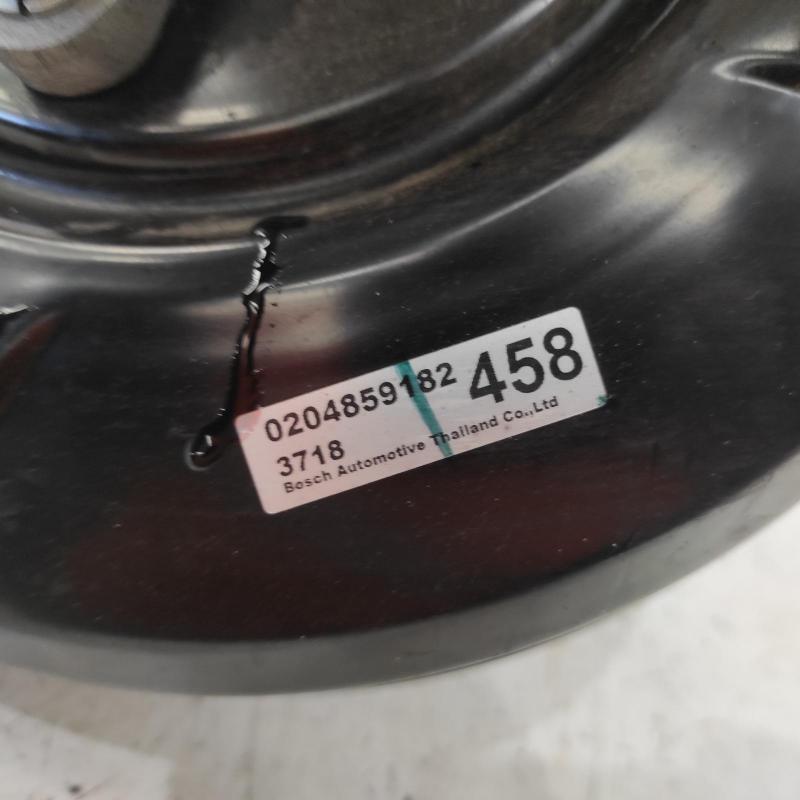 0204859182 458
3718
Bosch Automotive Thailand Co.,Ltd